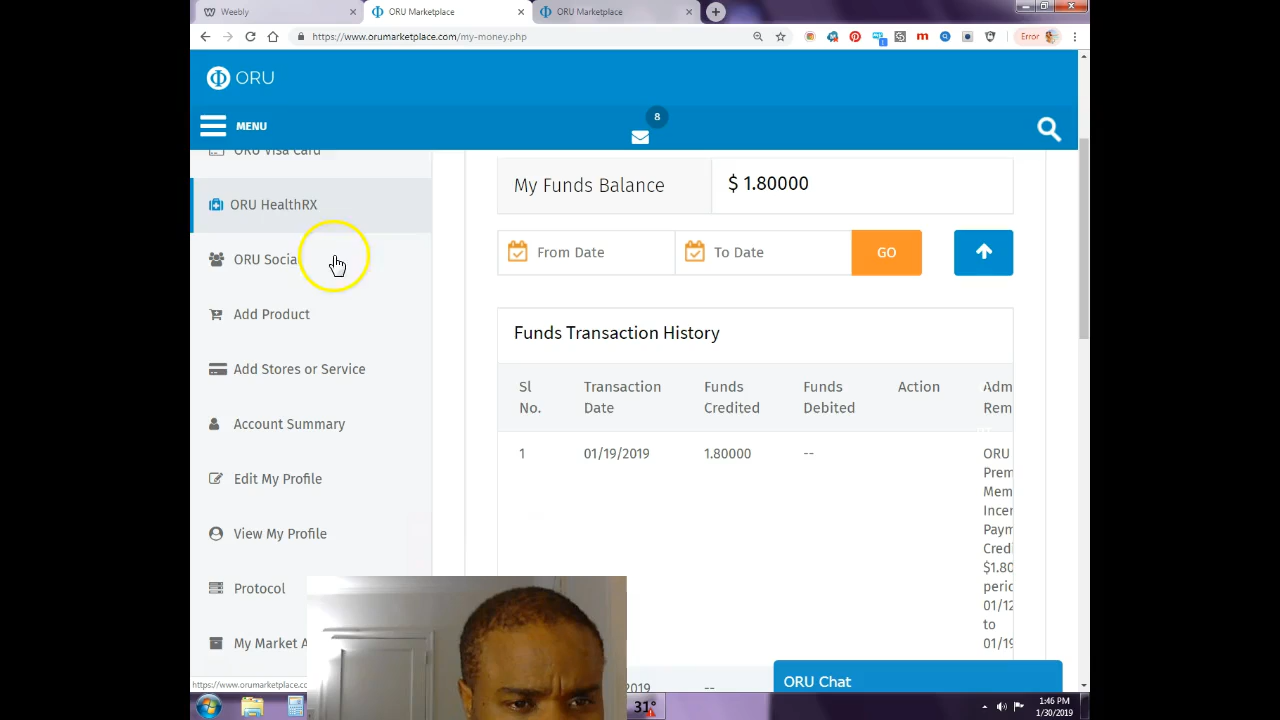 Weebly
ORU Marketplace
ORU Marketplace
https://www.orumarketplace.com/my-money.php
Error
ORU
MENU
8
ORU Visa Card
ORU HealthRX
ORU Socia
Add Product
Add Stores or Service
Account Summary
Edit My Profile
View My Profile
Protocol
My Market A
My Funds Balance
$ 1.80000
From Date
To Date
GO
Funds Transaction History
Sl No.
Transaction Date
Funds Credited
Funds Debited
Action
Adm
Rem
1
01/19/2019
1.80000
--
ORU
Prem
Mem
Incer
Payn
Credi
$1.80
peric
01/12
to
01/19
/2019
--
ORU Chat
https://www.orumarketplace.co
31°
1:46 PM
1/30/2019